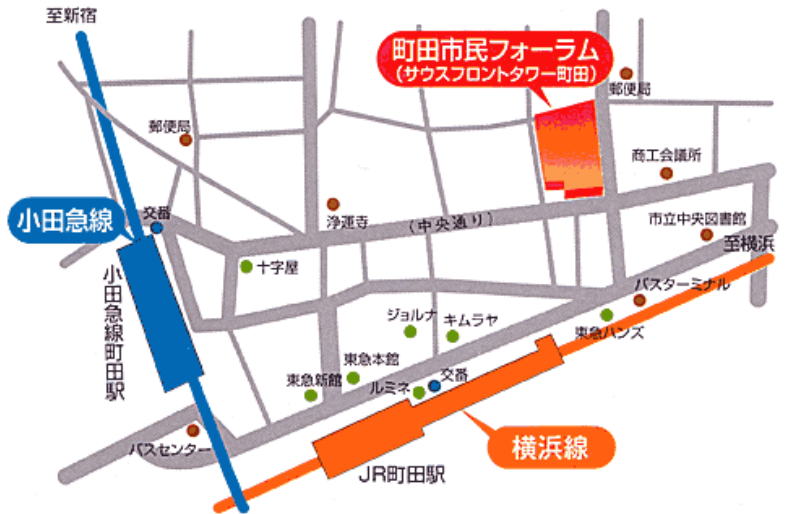 至新宿
町田市民フォーラム
（サウスフロントタワー町田）
郵便局
郵便局
商工会議所
小田急線
交番
浄運寺
（中央通り）
市立中央図書館
至横浜
十字屋
小田急線町田駅
バスターミナル
ジョルナ
キムラヤ
東急ハンズ
東急本館
東急新館
ルミネ
交番
バスセンター
横浜線
JR町田駅